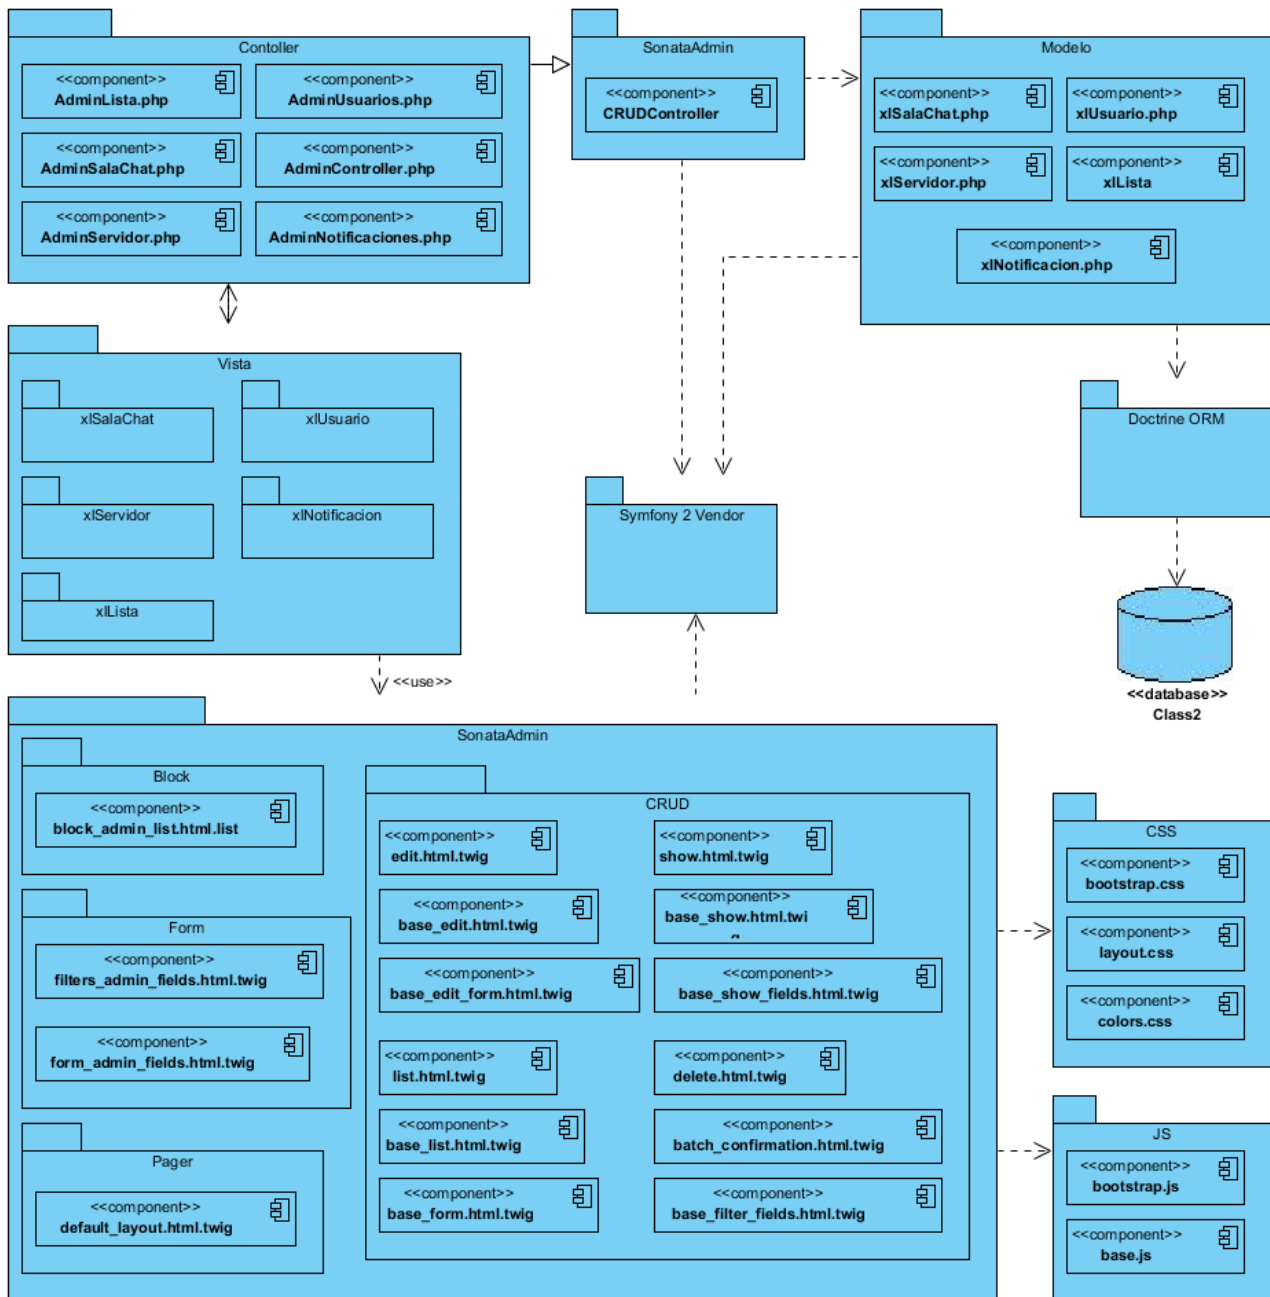 Contoller
<<component>>
AdminLista.php
<<component>>
AdminUsuarios.php
<<component>>
AdminSalaChat.php
<<component>>
AdminController.php
<<component>>
AdminServidor.php
<<component>>
AdminNotificaciones.php
SonataAdmin
<<component>>
CRUDController
Modelo
<<component>>
xlSalaChat.php
<<component>>
xlUsuario.php
<<component>>
xlServidor.php
<<component>>
xlLista
<<component>>
xlNotificacion.php
Vista
xlSalaChat
xlUsuario
xlServidor
xlNotificacion
xlLista
Symfony 2 Vendor
Doctrine ORM
<<database>>
Class2
<<use>>
SonataAdmin
Block
<<component>>
block_admin_list.html.list
Form
<<component>>
filters_admin_fields.html.twig
<<component>>
form_admin_fields.html.twig
Pager
<<component>>
default_layout.html.twig
CRUD
<<component>>
edit.html.twig
<<component>>
show.html.twig
<<component>>
base_edit.html.twig
<<component>>
base_show.html.twi
g
<<component>>
base_edit_form.html.twig
<<component>>
base_show_fields.html.twig
<<component>>
list.html.twig
<<component>>
delete.html.twig
<<component>>
base_list.html.twig
<<component>>
batch_confirmation.html.twig
<<component>>
base_form.html.twig
<<component>>
base_filter_fields.html.twig
CSS
<<component>>
bootstrap.css
<<component>>
layout.css
<<component>>
colors.css
JS
<<component>>
bootstrap.js
<<component>>
base.js